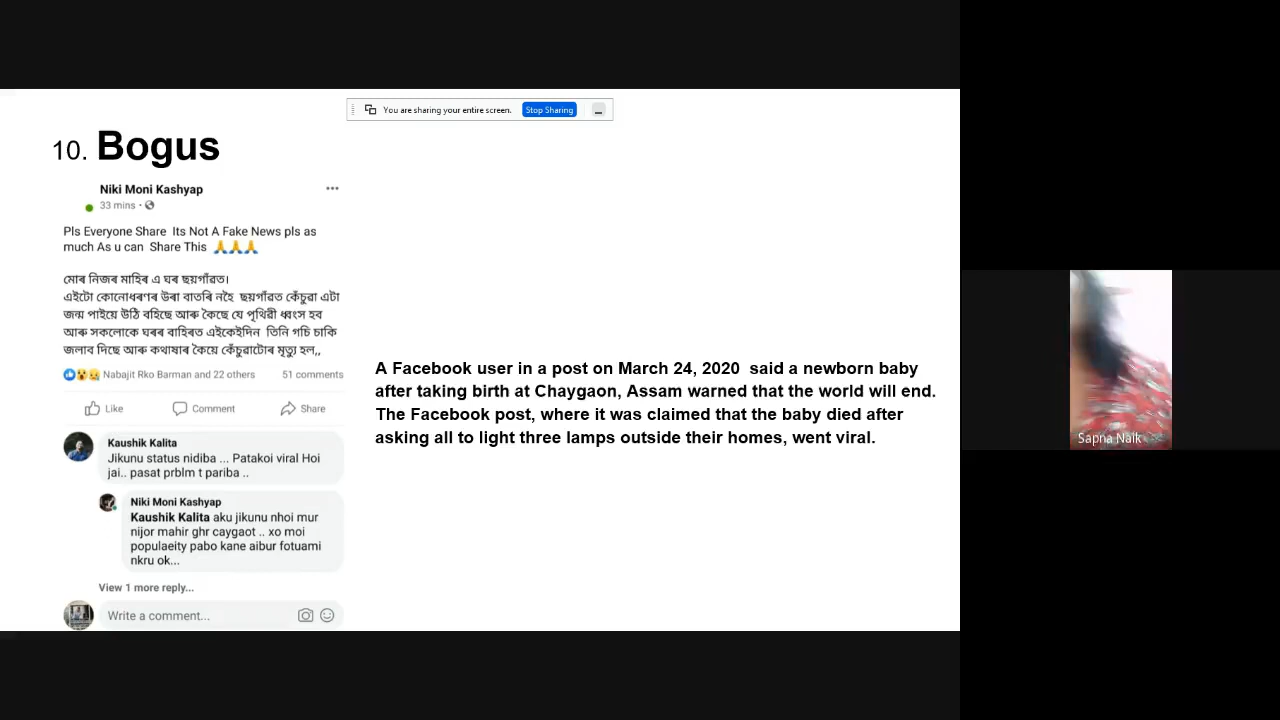 You are sharing your entire screen.
Stop Sharing
10. Bogus
Niki Moni Kashyap
33 mins
Pls Everyone Share Its Not A Fake News pls as
much As u can Share This 🙏🙏🙏
মোৰ নিজৰ মাহিৰ এ ঘৰ ছয়গাঁৱত।
এইটো কোনোধৰণৰ উৰা বাতৰি নহৈ ছয়গাঁৱত কেঁচুৱা এটা
জন্ম পাইয়ে উঠি বহিছে আৰু কৈছে যে পৃথিৱী ধ্বংস হব
আৰু সকলোকে ঘৰৰ বাহিৰত এইকেইদিন তিনি গচি চাকি
জলাব দিছে আৰু কথাষাৰ কৈয়ে কেঁচুৱাটোৰ মৃত্যু হল,,
Nabajit Rko Barman and 22 others 51 comments
Like Comment Share
Kaushik Kalita
Jikunu status nidiba ... Patakoi viral Hoi
jai.. pasat prblm t pariba ..
Niki Moni Kashyap
Kaushik Kalita aku jikunu nhoi mur
nijor mahir ghr caygaot .. xo moi
populaeity pabo kane aibur fotuami
nkru ok...
View 1 more reply...
Write a comment...
A Facebook user in a post on March 24, 2020 said a newborn baby
after taking birth at Chaygaon, Assam warned that the world will end.
The Facebook post, where it was claimed that the baby died after
asking all to light three lamps outside their homes, went viral.
Sapna Naik